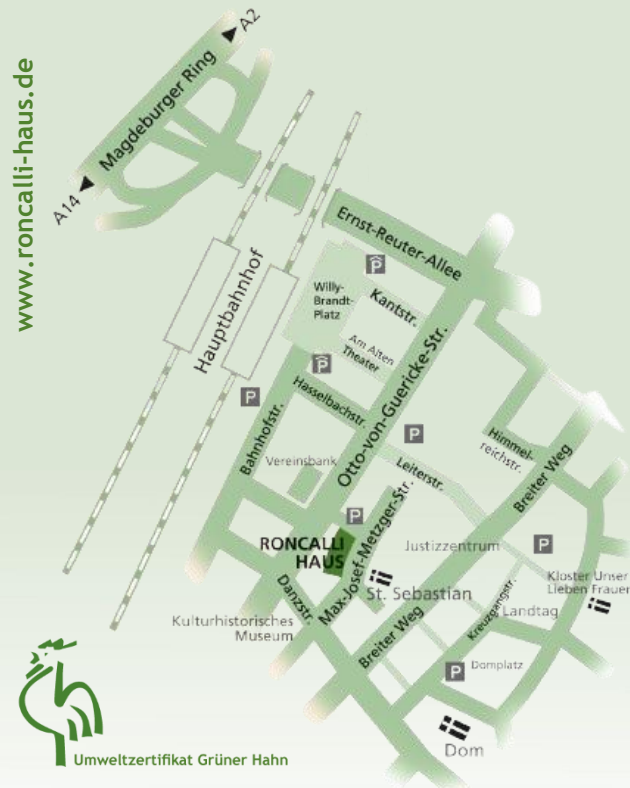 www.roncalli-haus.de
A2
Magdeburger Ring
A14
Ernst-Reuter-Allee
Hauptbahnhof
P
Willy-
Brandt-
Platz
Kantstr.
Am Alten
Theater
P
Otto-von-Guericke-Str.
Hasselbachstr.
P
Bahnhofstr.
P
Himmel-
reichstr.
Breiter Weg
Vereinsbank
Leiterstr.
P
Max-Josef-Metzger-Str.
RONCALLI
HAUS
Justizzentrum
P
Kloster Unser
Lieben Frauen
St. Sebastian
Danzstr.
Kreuzgangstr.
Landtag
Kulturhistorisches
Museum
Breiter Weg
P
Domplatz
Dom
Umweltzertifikat Grüner Hahn